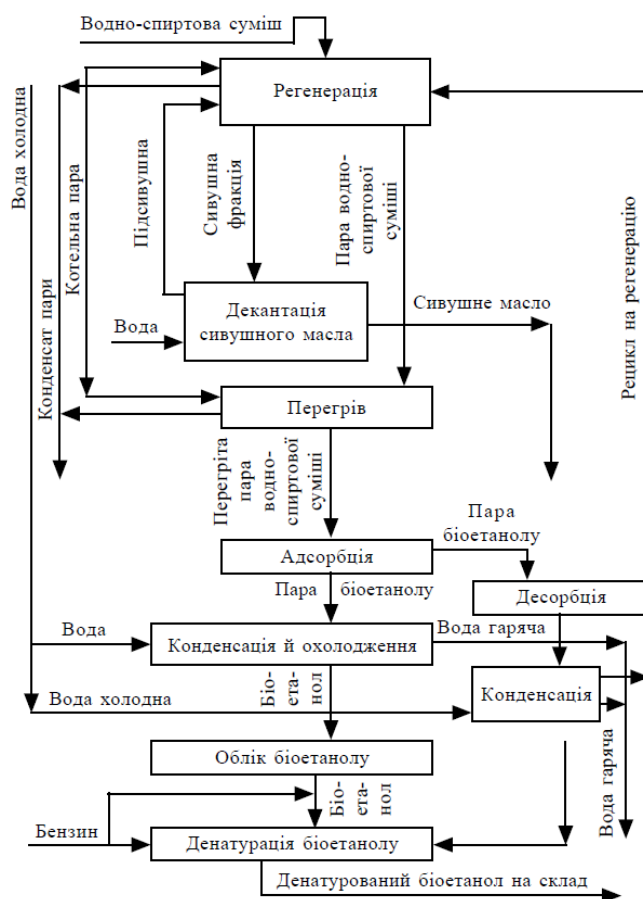 Водно-спиртова суміш
Регенерація
Вода холодна
Конденсат пари
Котельна пара
Підсивушна
Сивушна
фракція
Пара водно-
спиртової
суміші
Рецикл на регенерацію
Декантація
сивушного масла
Вода
Сивушне масло
Перегрів
Перегріта
пара
водно-
спиртової
суміші
Пара
біоетанолу
Адсорбція
Пара біоетанолу
Десорбція
Вода
Конденсація й охолодження
Вода гаряча
Біо-
ета-
нол
Вода холодна
Конденсація
Облік біоетанолу
Біо-
ета-
нол
Вода гаряча
Бензин
Денатурація біоетанолу
Денатурований біоетанол на склад